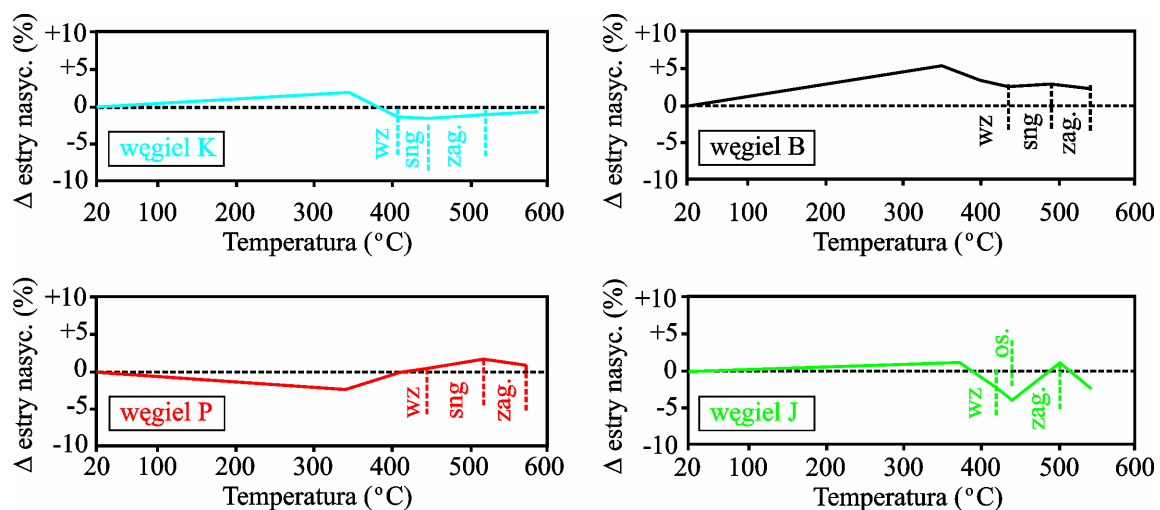 Δ estry nasyc. (%)
+10
+5
0
-5
-10
wz
sng
zag.
węgiel K
20 100 200 300 400 500 600
Temperatura (°C)
Δ estry nasyc. (%)
+10
+5
0
-5
-10
wz
sng
zag.
węgiel B
20 100 200 300 400 500 600
Temperatura (°C)
Δ estry nasyc. (%)
+10
+5
0
-5
-10
wz
sng
zag.
węgiel P
20 100 200 300 400 500 600
Temperatura (°C)
Δ estry nasyc. (%)
+10
+5
0
-5
-10
wz
os.
zag.
węgiel J
20 100 200 300 400 500 600
Temperatura (°C)